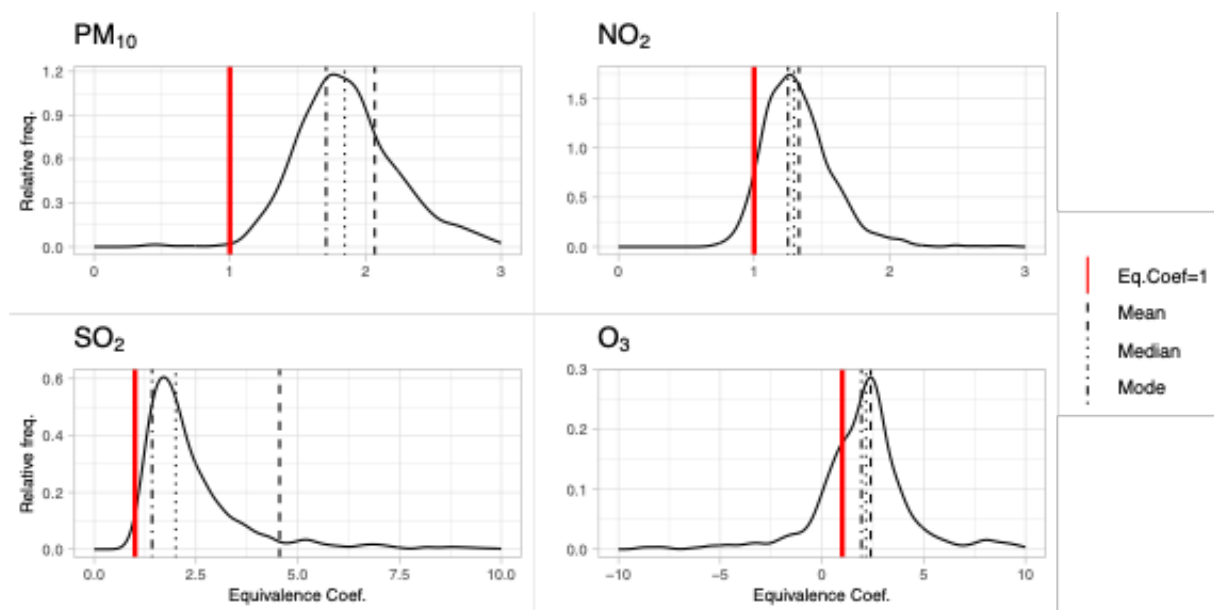 PM₁₀
Relative freq.
1.2
0.9
0.6
0.3
0.0
0
1
2
3
NO₂
1.5
1.0
0.5
0.0
0
1
2
3
SO₂
Relative freq.
0.6
0.4
0.2
0.0
0.0
2.5
5.0
7.5
10.0
Equivalence Coef.
O₃
0.3
0.2
0.1
0.0
−10
−5
0
5
10
Equivalence Coef.
Eq.Coef=1
Mean
Median
Mode